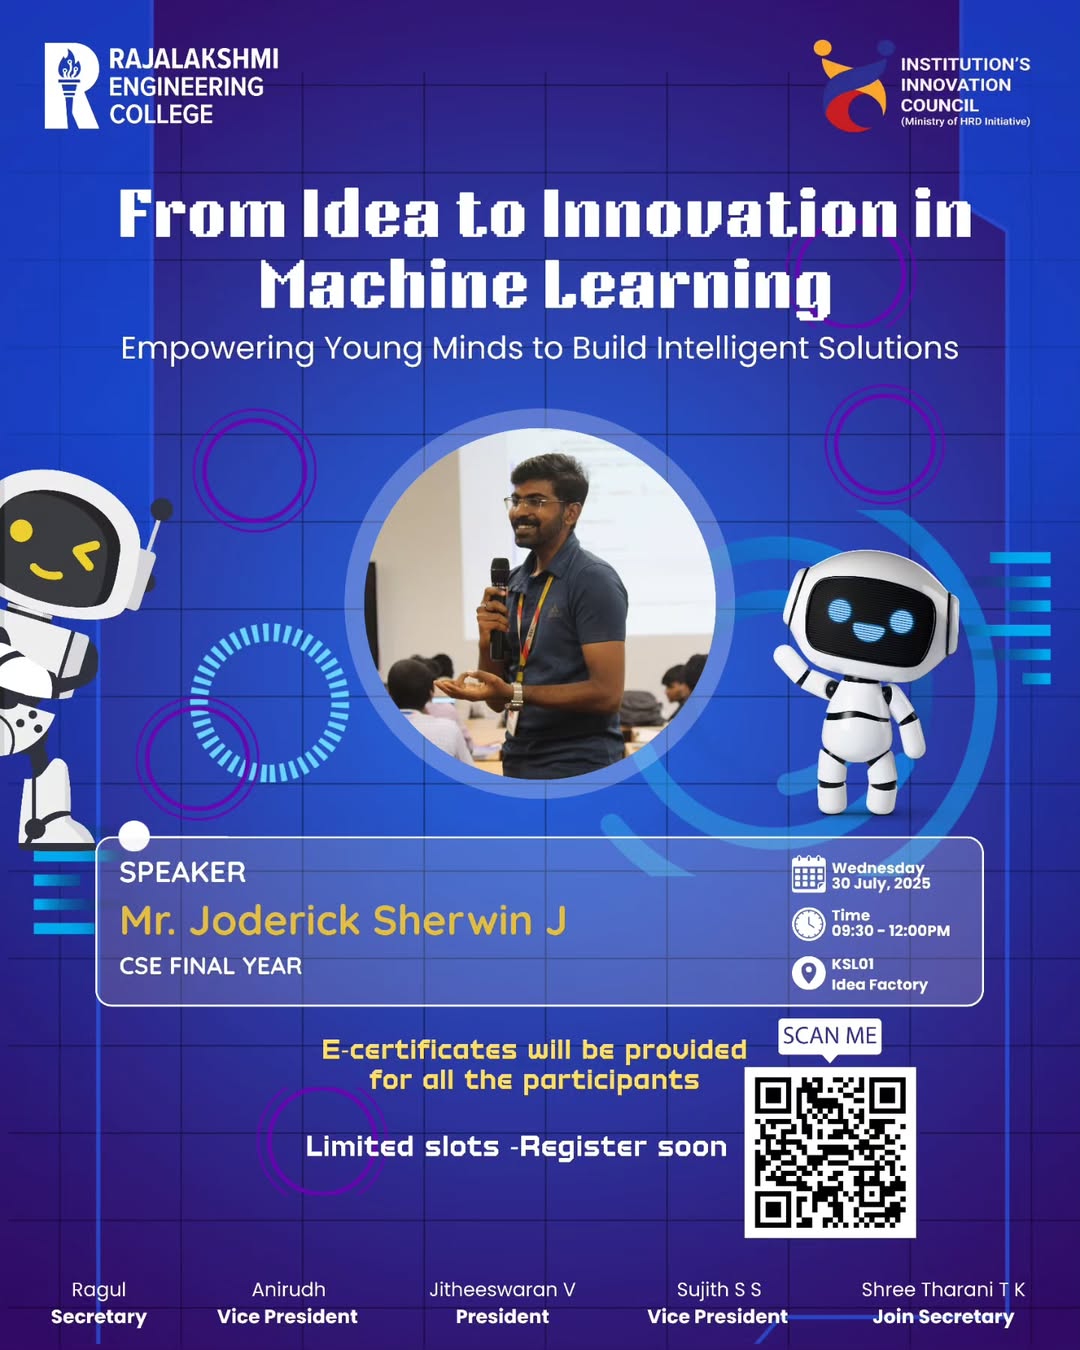 RAJALAKSHMI
ENGINEERING
COLLEGE
INSTITUTION'S
INNOVATION
COUNCIL
(Ministry of HRD Initiative)
From Idea to Innovation in
Machine Learning
Empowering Young Minds to Build Intelligent Solutions
SPEAKER
Mr. Joderick Sherwin J
CSE FINAL YEAR
Wednesday
30 July, 2025
Time
09:30 - 12:00PM
KSL01
Idea Factory
E-certificates will be provided
for all the participants
SCAN ME
Limited slots -Register soon
Ragul
Secretary
Anirudh
Vice President
Jitheeswaran V
President
Sujith S S
Vice President
Shree Tharani T K
Join Secretary